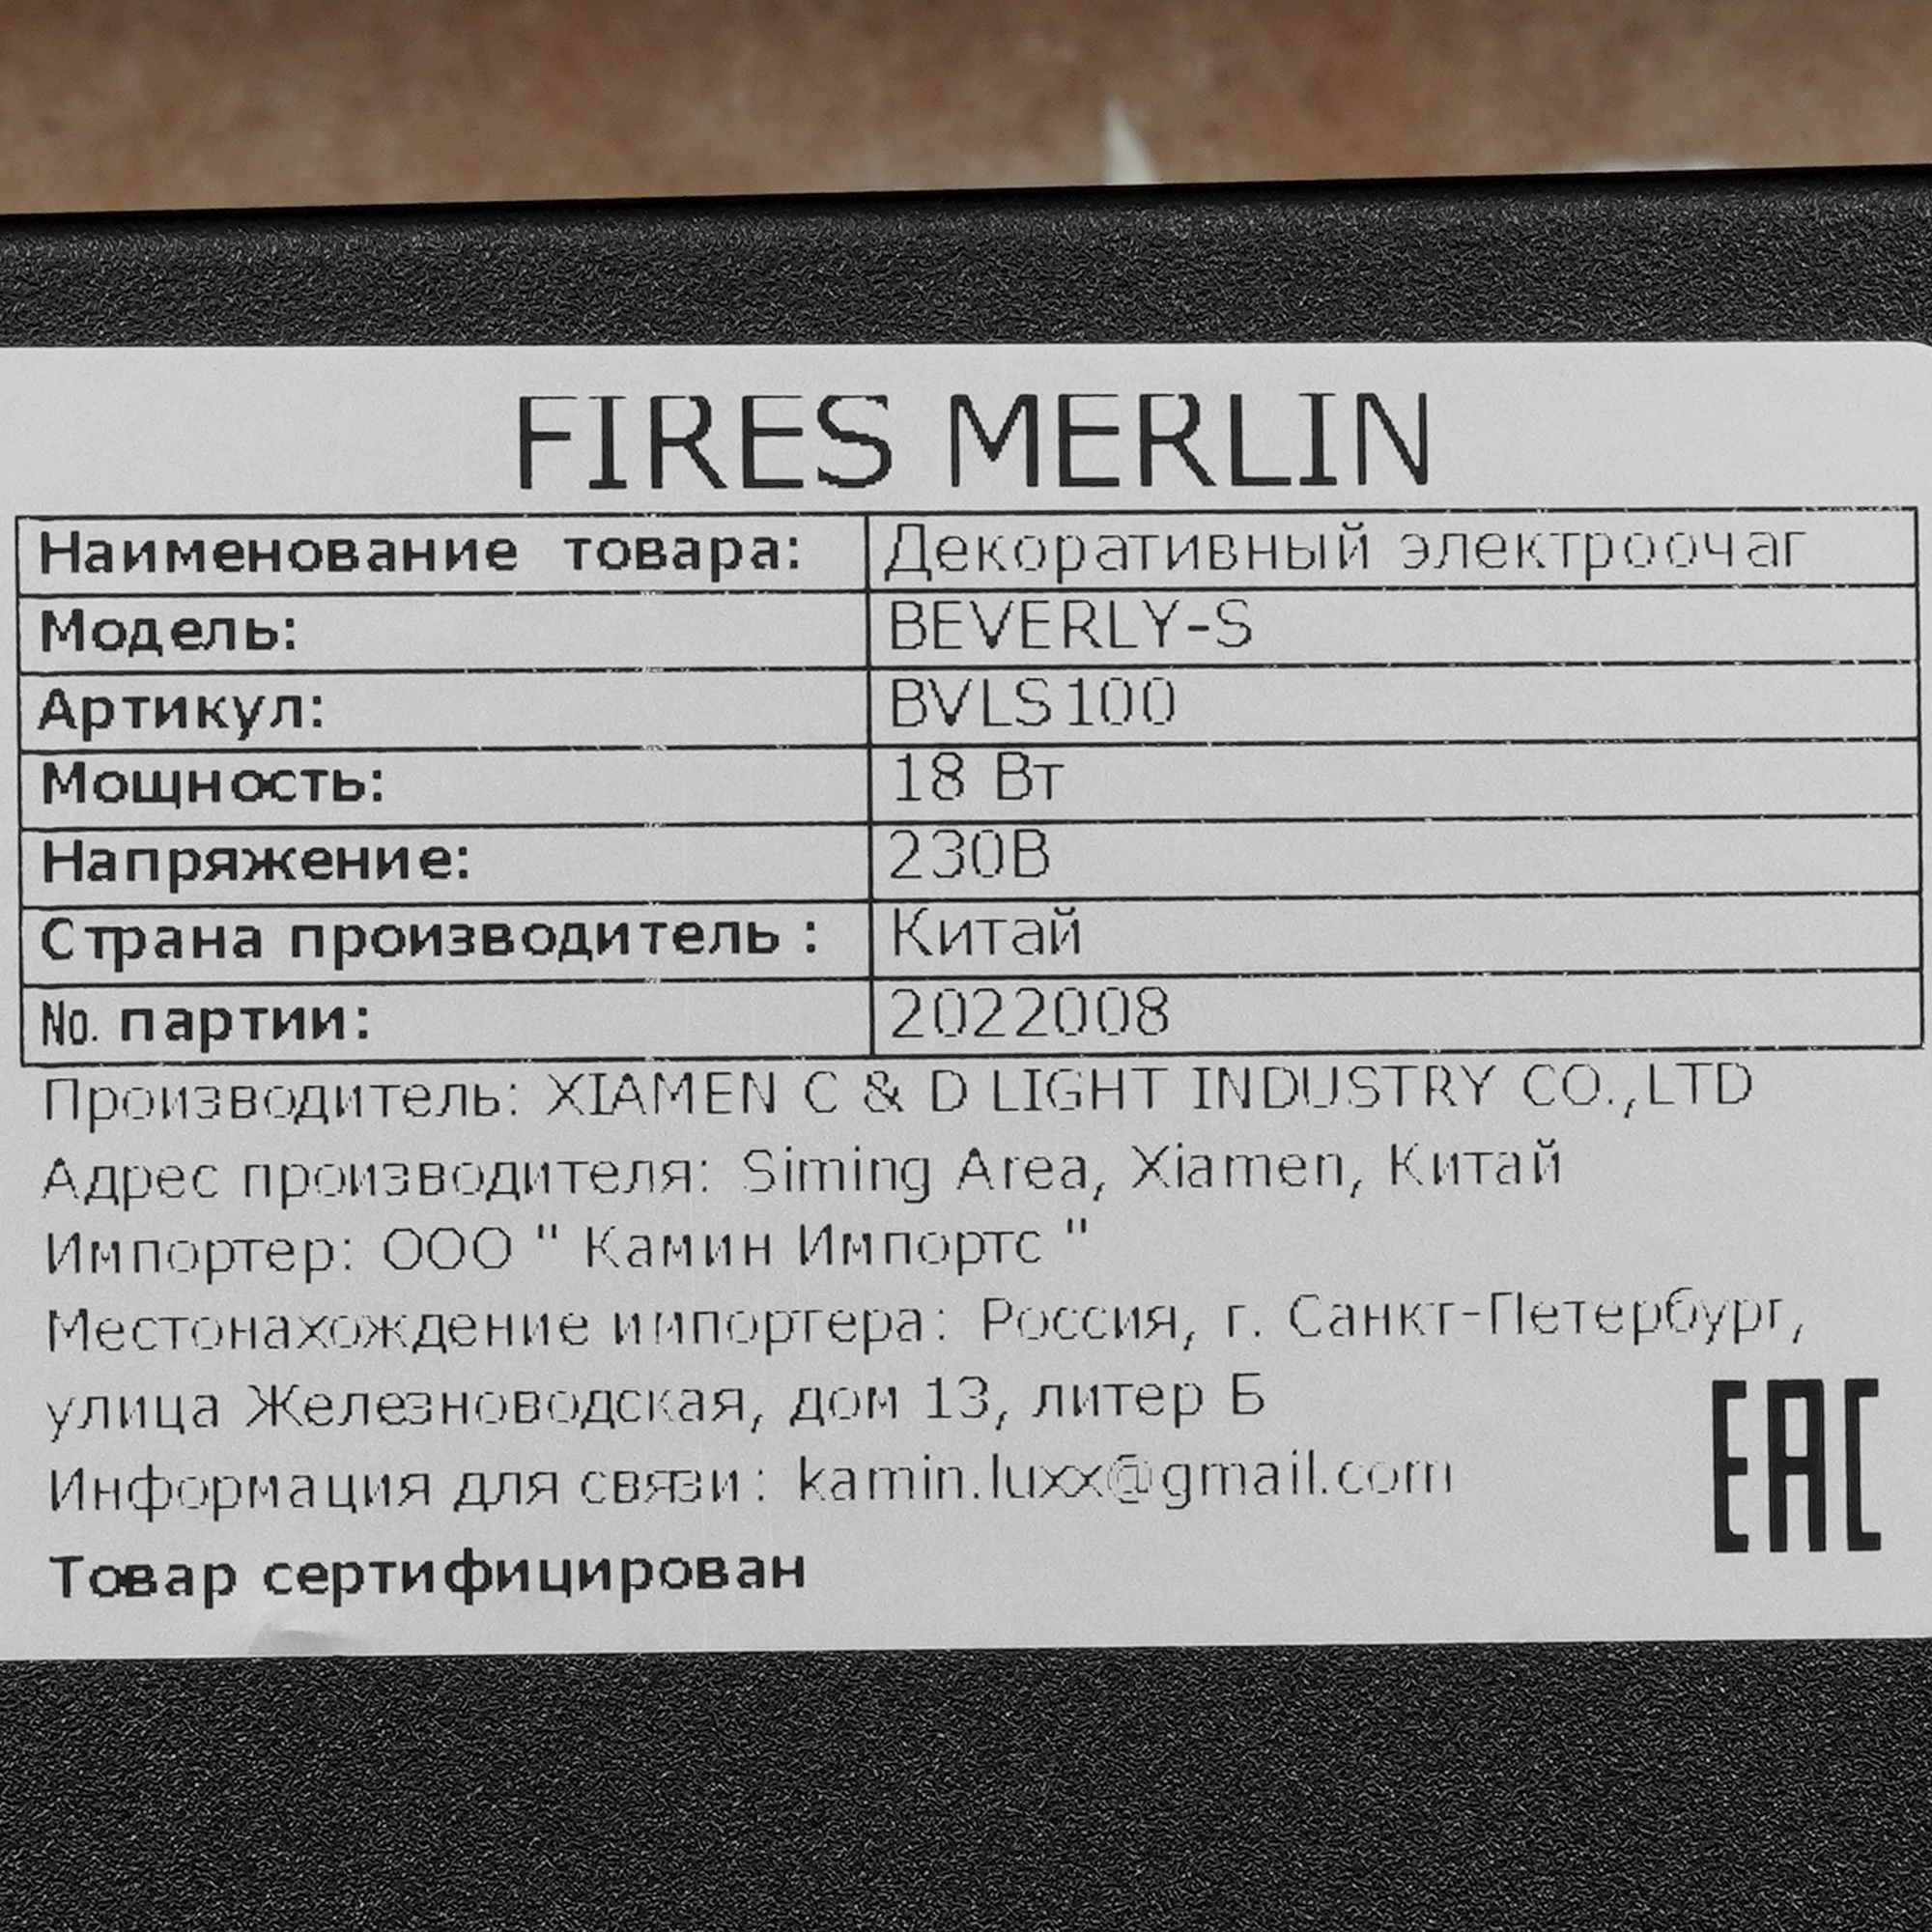 FIRES MERLIN
Наименование товара: Декоративный электроочаг
Модель: BEVERLY-S
Артикул: BVLS100
Мощность: 18 Вт
Напряжение: 230В
Страна производитель : Китай
No. партии: 2022008
Производитель: XIAMEN C & D LIGHT INDUSTRY CO.,LTD
Адрес производителя: Siming Area, Xiamen, Китай
Импортер: ООО " Камин Импортс "
Местонахождение импортера: Россия, г. Санкт-Петербург,
улица Железноводская, дом 13, литер Б
Информация для связи: kamin.luxx@gmail.com
EAC
Товар сертифицирован